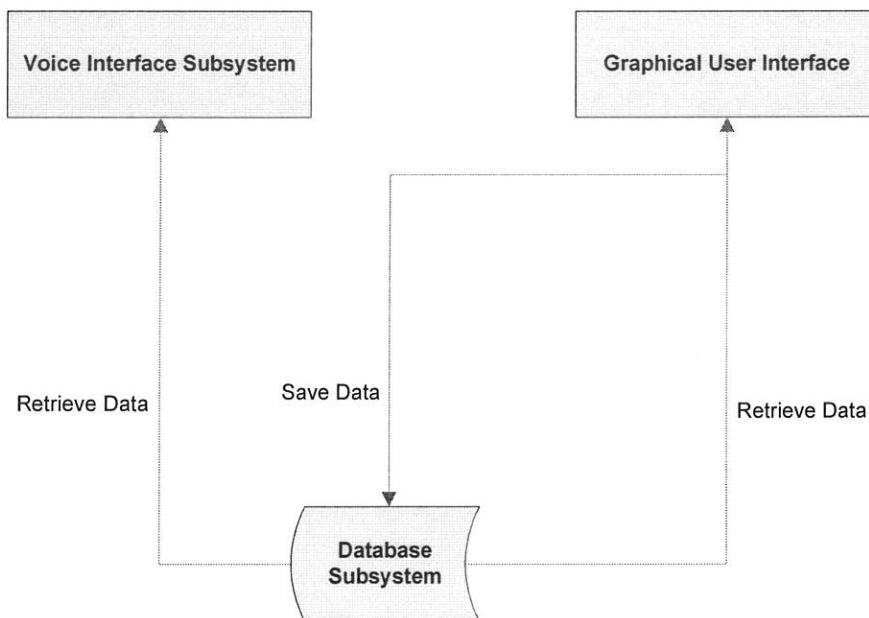 Voice Interface Subsystem
Graphical User Interface
Retrieve Data
Save Data
Retrieve Data
Database
Subsystem